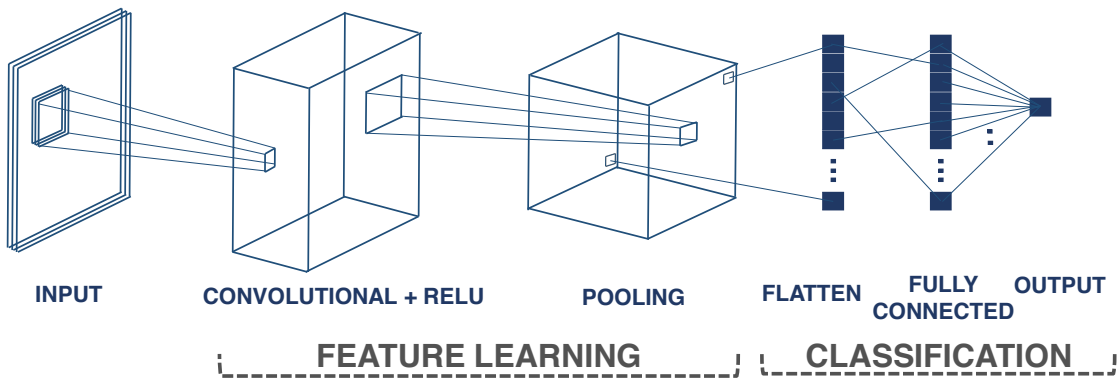 INPUT
CONVOLUTIONAL + RELU
POOLING
FLATTEN
FULLY
CONNECTED
OUTPUT
FEATURE LEARNING
CLASSIFICATION